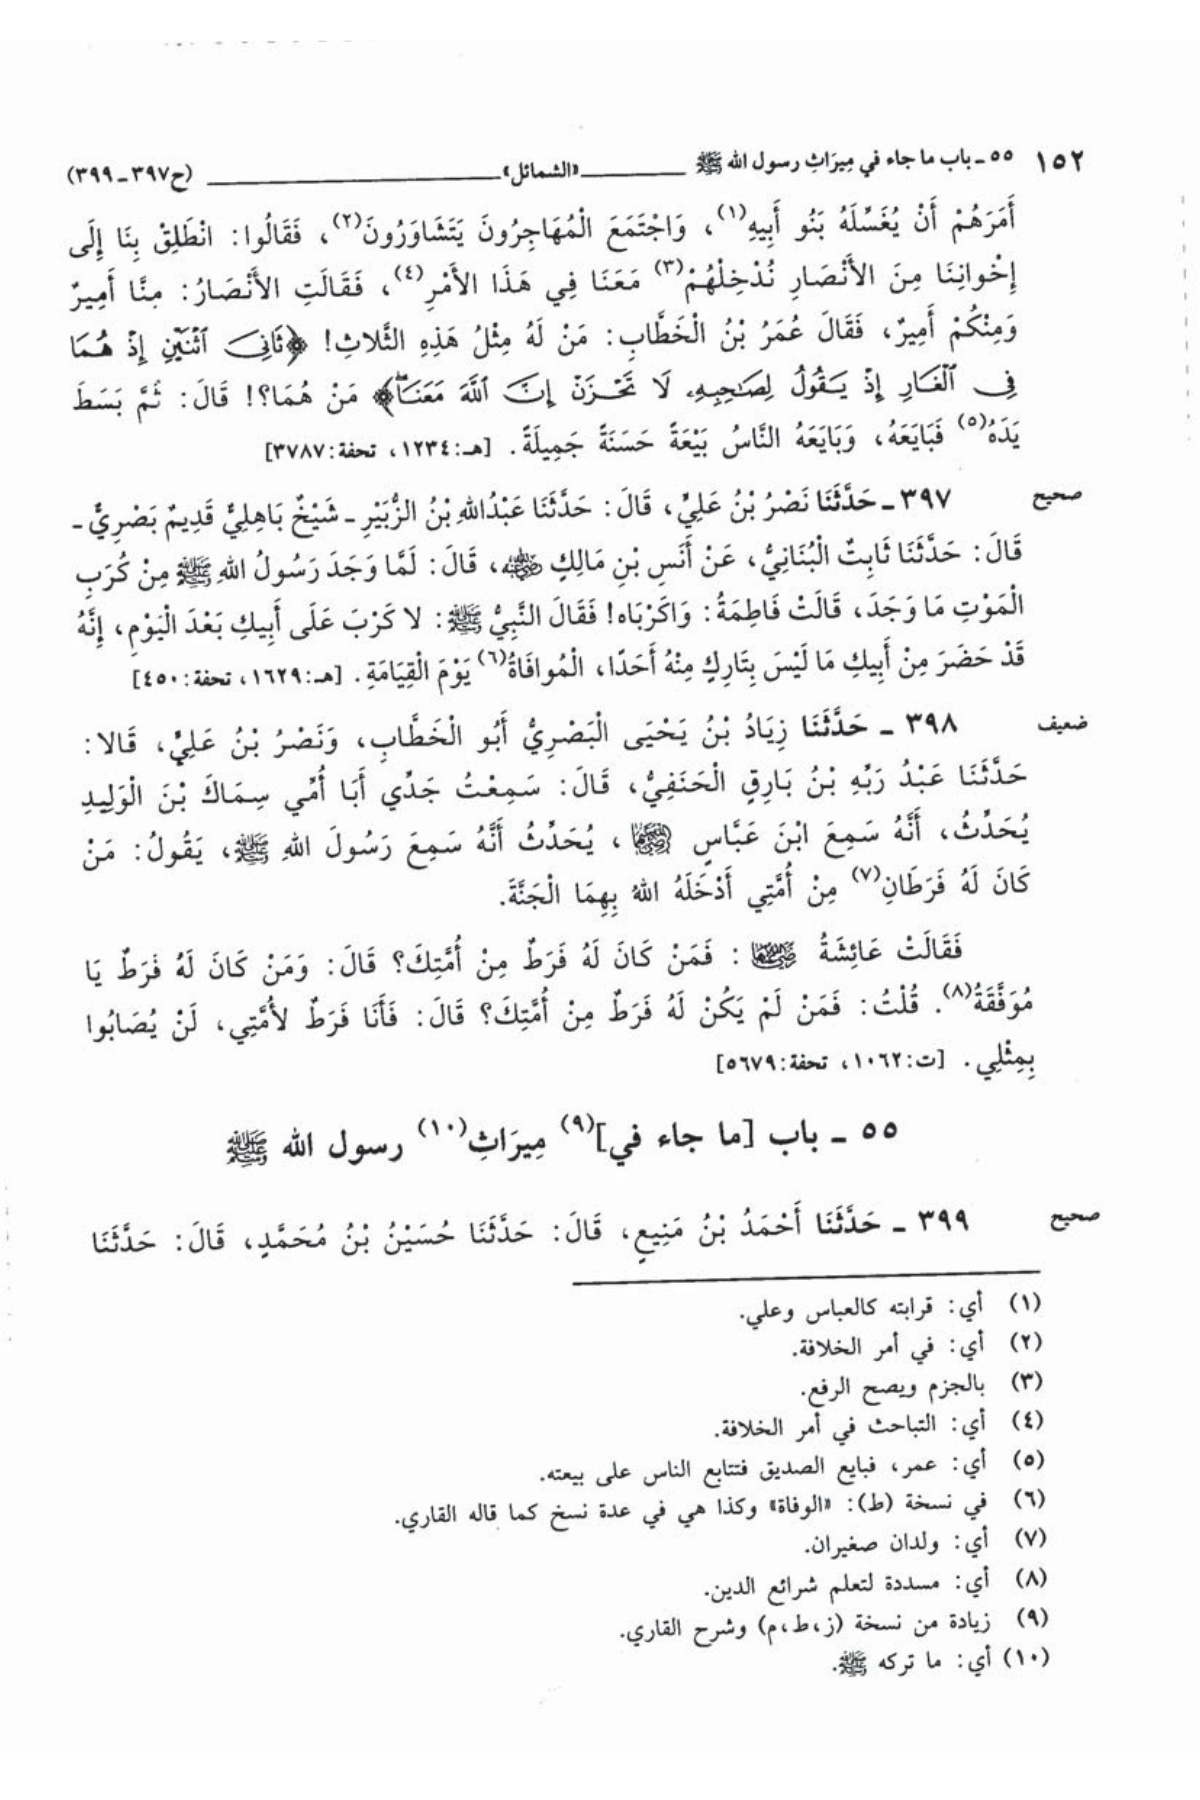 ١٥٢ ٥٥ ـ باب ما جاء في مِيرَاثِ رسول الله ﷺ ــــــ «الشمائل» ــــــ (ح٣٩٧ـ٣٩٩)
أَمَرَهُمْ أَنْ يُغَسِّلَهُ بَنُو أَبِيهِ(١)، وَاجْتَمَعَ الْمُهَاجِرُونَ يَتَشَاوَرُونَ(٢)، فَقَالُوا: انْطَلِقْ بِنَا إِلَى
إِخْوانِنَا مِنَ الأَنْصَارِ نُدْخِلْهُمْ(٣) مَعَنَا فِي هَذَا الأَمْرِ(٤)، فَقَالَتِ الأَنْصَارُ: مِنَّا أَمِيرٌ
وَمِنْكُمْ أَمِيرٌ، فَقَالَ عُمَرُ بْنُ الْخَطَّابِ: مَنْ لَهُ مِثْلُ هَذِهِ الثَّلاثِ! ﴿ثَانِىَ ٱثْنَيْنِ إِذْ هُمَا
فِى ٱلْغَارِ إِذْ يَقُولُ لِصَٰحِبِهِۦ لَا تَحْزَنْ إِنَّ ٱللَّهَ مَعَنَاۖ﴾ مَنْ هُمَا؟! قَالَ: ثُمَّ بَسَطَ
يَدَهُ(٥) فَبَايَعَهُ، وَبَايَعَهُ النَّاسُ بَيْعَةً حَسَنَةً جَمِيلَةً. [هـ:١٢٣٤، تحفة:٣٧٨٧]
صحيح ٣٩٧ ـ حَدَّثَنَا نَصْرُ بْنُ عَلِيٍّ، قَالَ: حَدَّثَنَا عَبْدُاللهِ بْنُ الزُّبَيْرِ ـ شَيْخٌ بَاهِلِيٌّ قَدِيمٌ بَصْرِيٌّ ـ
قَالَ: حَدَّثَنَا ثَابِتٌ الْبُنَانِيُّ، عَنْ أَنَسِ بْنِ مَالِكٍ رضي الله عنه، قَالَ: لَمَّا وَجَدَ رَسُولُ اللهِ ﷺ مِنْ كُرَبِ
الْمَوْتِ مَا وَجَدَ، قَالَتْ فَاطِمَةُ: وَاكَرْبَاه! فَقَالَ النَّبِيُّ ﷺ: لا كَرْبَ عَلَى أَبِيكِ بَعْدَ الْيَوْمِ، إِنَّهُ
قَدْ حَضَرَ مِنْ أَبِيكِ مَا لَيْسَ بِتَارِكٍ مِنْهُ أَحَدًا، الْمُوافَاةُ(٦) يَوْمَ الْقِيَامَةِ. [هـ:١٦٢٩، تحفة:٤٥٠]
ضعيف ٣٩٨ ـ حَدَّثَنَا زِيَادُ بْنُ يَحْيَى الْبَصْرِيُّ أَبُو الْخَطَّابِ، وَنَصْرُ بْنُ عَلِيٍّ، قَالا:
حَدَّثَنَا عَبْدُ رَبِّهِ بْنُ بَارِقٍ الْحَنَفِيُّ، قَالَ: سَمِعْتُ جَدِّي أَبَا أُمِّي سِمَاكَ بْنَ الْوَلِيدِ
يُحَدِّثُ، أَنَّهُ سَمِعَ ابْنَ عَبَّاسٍ رضي الله عنهما، يُحَدِّثُ أَنَّهُ سَمِعَ رَسُولَ اللهِ ﷺ، يَقُولُ: مَنْ
كَانَ لَهُ فَرَطَانِ(٧) مِنْ أُمَّتِي أَدْخَلَهُ اللهُ بِهِمَا الْجَنَّةَ.
فَقَالَتْ عَائِشَةُ رضي الله عنها: فَمَنْ كَانَ لَهُ فَرَطٌ مِنْ أُمَّتِكَ؟ قَالَ: وَمَنْ كَانَ لَهُ فَرَطٌ يَا
مُوَفَّقَةُ(٨). قُلْتُ: فَمَنْ لَمْ يَكُنْ لَهُ فَرَطٌ مِنْ أُمَّتِكَ؟ قَالَ: فَأَنَا فَرَطٌ لأُمَّتِي، لَنْ يُصَابُوا
بِمِثْلِي. [ت:١٠٦٢، تحفة:٥٦٧٩]
٥٥ ـ باب [ما جاء في](٩) مِيرَاثِ(١٠) رسول الله ﷺ
صحيح ٣٩٩ ـ حَدَّثَنَا أَحْمَدُ بْنُ مَنِيعٍ، قَالَ: حَدَّثَنَا حُسَيْنُ بْنُ مُحَمَّدٍ، قَالَ: حَدَّثَنَا
(١) أي: قرابته كالعباس وعلي.
(٢) أي: في أمر الخلافة.
(٣) بالجزم ويصح الرفع.
(٤) أي: التباحث في أمر الخلافة.
(٥) أي: عمر، فبايع الصديق فتتابع الناس على بيعته.
(٦) في نسخة (ط): «الوفاة» وكذا هي في عدة نسخ كما قاله القاري.
(٧) أي: ولدان صغيران.
(٨) أي: مسددة لتعلم شرائع الدين.
(٩) زيادة من نسخة (ز،ط،م) وشرح القاري.
(١٠) أي: ما تركه ﷺ.